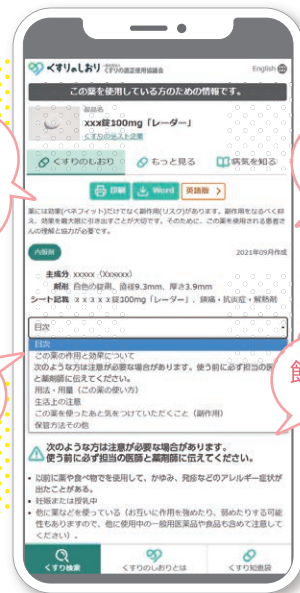 くすりのしおり 一般社団法人 くすりの適正使用協議会 English
この薬を使用している方のための情報です。
製品名
xxx錠100mg「レーダー」
くすりのテスト企業
くすりのしおり もっと見る 病気を知る
印刷 Word 英語版 >
薬には効果(ベネフィット)だけでなく副作用(リスク)があります。副作用をなるべく抑
え、効果を最大限に引き出すことが大切です。そのために、この薬を使用される患者さ
んの理解と協力が必要です。
内服剤 2021年09月作成
主成分 xxxxx (Xxxxxx)
剤形 白色の錠剤、直径9.3mm、厚さ3.9mm
シート記載 xxxxx錠100mg「レーダー」、鎮痛・抗炎症・解熱剤
目次
目次
この薬の作用と効果について
次のような方は注意が必要な場合があります。使う前に必ず担当の医師
と薬剤師に伝えてください。
用法・用量(この薬の使い方)
生活上の注意
この薬を使ったあと気をつけていただくこと(副作用)
保管方法その他
次のような方は注意が必要な場合があります。
使う前に必ず担当の医師と薬剤師に伝えてください。
• 以前に薬や食べ物でを使用して、かゆみ、発疹などのアレルギー症状が
出たことがある。
• 妊娠または授乳中
• 他に薬などを使っている(お互いに作用を強めたり、弱めたりする可能
性もありますので、他に使用中の一般用医薬品や食品も含めて注意して
ください)。
くすり検索 くすりのしおりとは くすり知恵袋